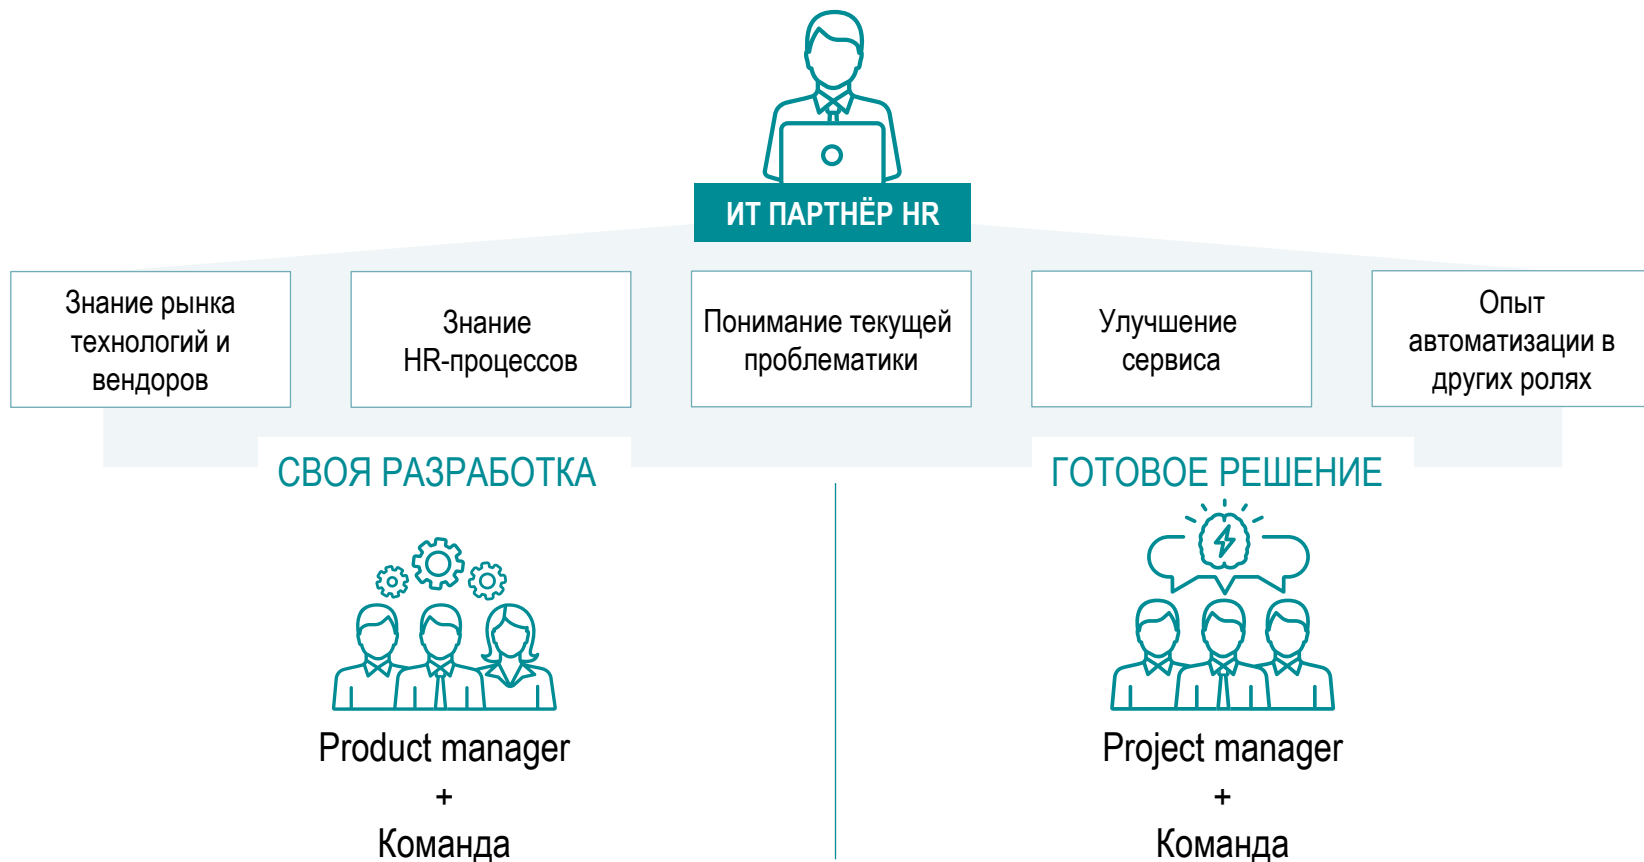 ИТ ПАРТНЁР HR
Знание рынка
технологий и
вендоров
Знание
HR-процессов
Понимание текущей
проблематики
Улучшение
сервиса
Опыт
автоматизации в
других ролях
СВОЯ РАЗРАБОТКА
Product manager
+
Команда
ГОТОВОЕ РЕШЕНИЕ
Project manager
+
Команда